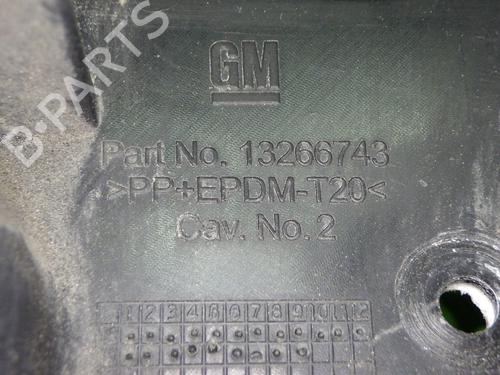 GM
B-PARTS
Part No. 13266743
>PP+EPDM-T20<
Cav. No. 2
1 2 3 4 5 6 7 8 9 10 11 12